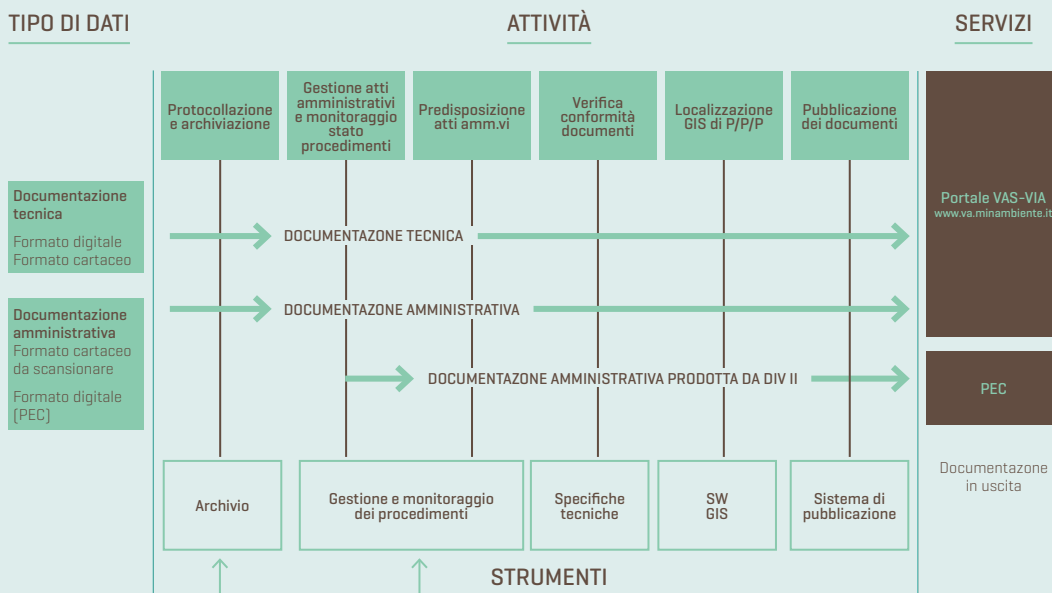 TIPO DI DATI
ATTIVITÀ
SERVIZI
Protocollazione
e archiviazione
Gestione atti
amministrativi
e monitoraggio
stato
procedimenti
Predisposizione
atti amm.vi
Verifica
conformità
documenti
Localizzazione
GIS di P/P/P
Pubblicazione
dei documenti
Documentazione
tecnica
Formato digitale
Formato cartaceo
Documentazione
amministrativa
Formato cartaceo
da scansionare
Formato digitale
(PEC)
DOCUMENTAZONE TECNICA
DOCUMENTAZONE AMMINISTRATIVA
DOCUMENTAZONE AMMINISTRATIVA PRODOTTA DA DIV II
Portale VAS-VIA
www.va.minambiente.it
PEC
Documentazone
in uscita
Archivio
Gestione e monitoraggio
dei procedimenti
Specifiche
tecniche
SW
GIS
Sistema di
pubblicazione
STRUMENTI